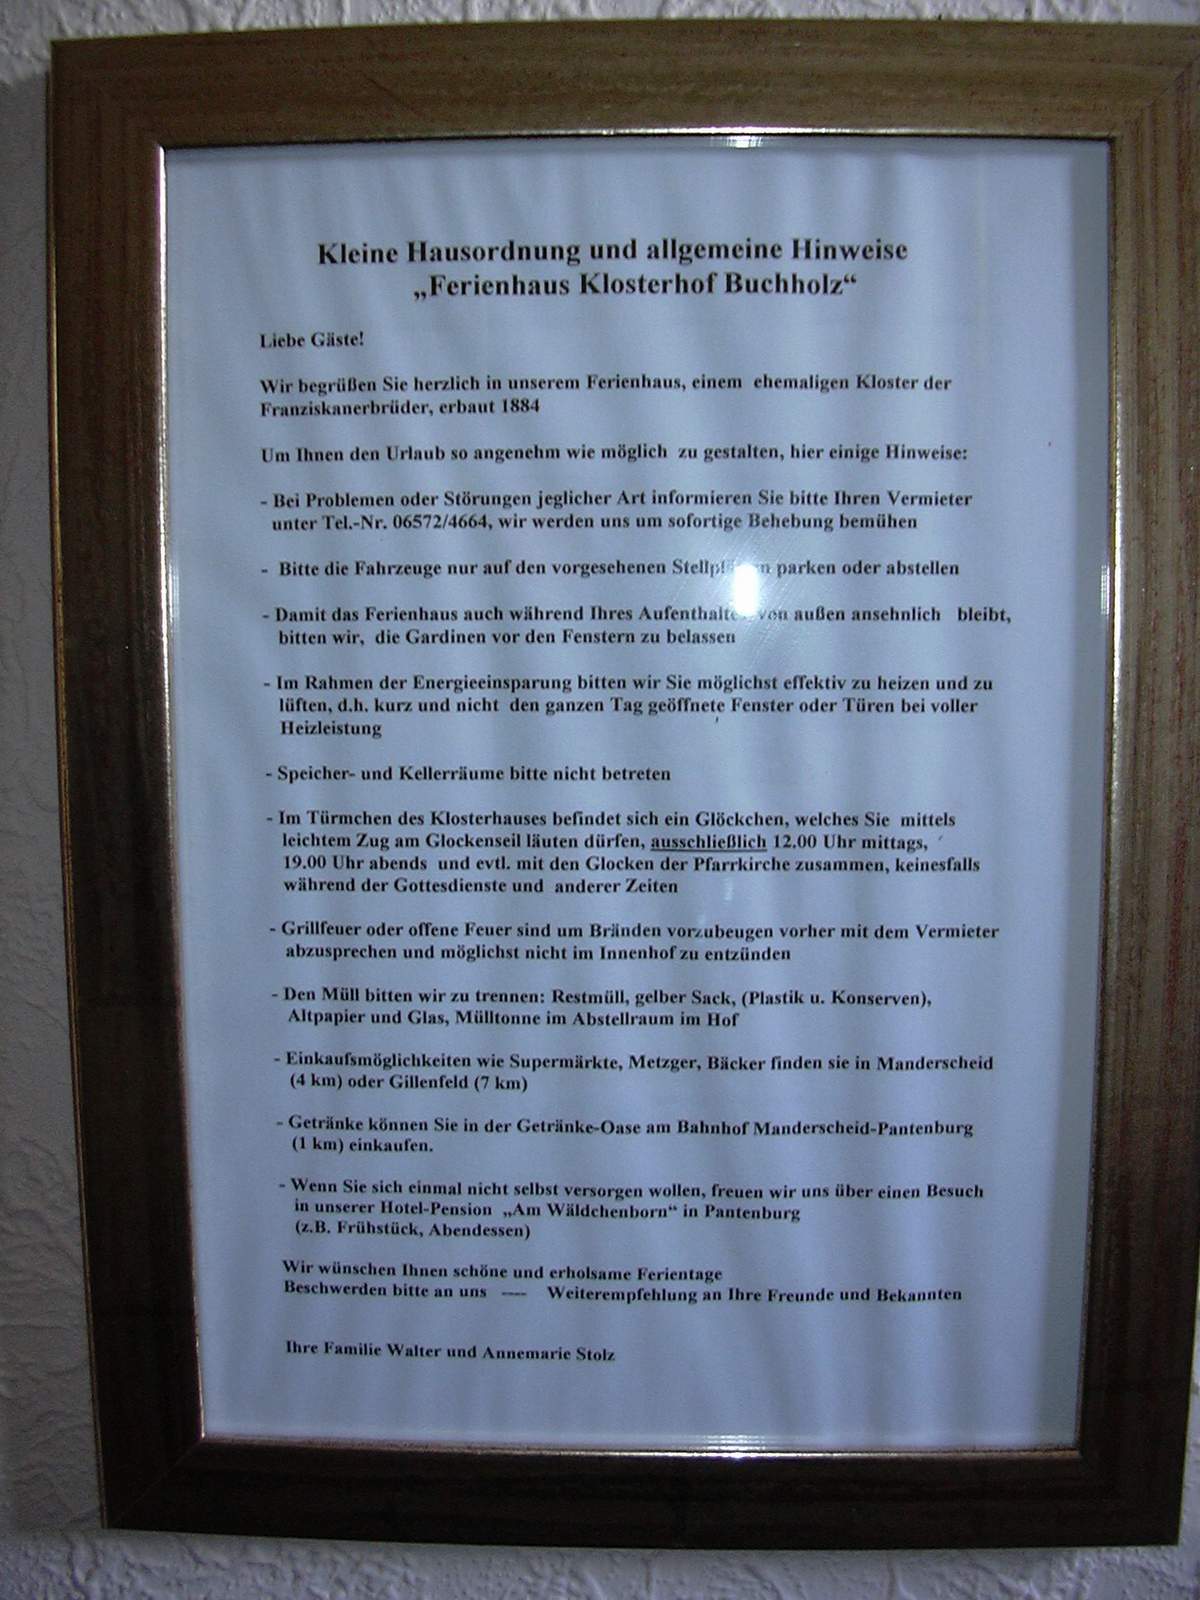 Kleine Hausordnung und allgemeine Hinweise
„Ferienhaus Klosterhof Buchholz“
Liebe Gäste!
Wir begrüßen Sie herzlich in unserem Ferienhaus, einem ehemaligen Kloster der
Franziskanerbrüder, erbaut 1884
Um Ihnen den Urlaub so angenehm wie möglich zu gestalten, hier einige Hinweise:
- Bei Problemen oder Störungen jeglicher Art informieren Sie bitte Ihren Vermieter
unter Tel.-Nr. 06572/4664, wir werden uns um sofortige Behebung bemühen
- Bitte die Fahrzeuge nur auf den vorgesehenen parken oder abstellen
- Damit das Ferienhaus auch während Ihres Aufenthaltes von außen ansehnlich bleibt,
bitten wir, die Gardinen vor den Fenstern zu belassen
- Im Rahmen der Energieeinsparung bitten wir Sie möglichst effektiv zu heizen und zu
lüften, d.h. kurz und nicht den ganzen Tag geöffnete Fenster oder Türen bei voller
Heizleistung
- Speicher- und Kellerräume bitte nicht betreten
- Im Türmchen des Klosterhauses befindet sich ein Glöckchen, welches Sie mittels
leichtem Zug am Glockenseil läuten dürfen, ausschließlich 12.00 Uhr mittags,
19.00 Uhr abends und evtl. mit den Glocken der Pfarrkirche zusammen, keinesfalls
während der Gottesdienste und anderer Zeiten
- Grillfeuer oder offene Feuer sind um Bränden vorzubeugen vorher mit dem Vermieter
abzusprechen und möglichst nicht im Innenhof zu entzünden
- Den Müll bitten wir zu trennen: Restmüll, gelber Sack, (Plastik u. Konserven),
Altpapier und Glas, Mülltonne im Abstellraum im Hof
- Einkaufsmöglichkeiten wie Supermärkte, Metzger, Bäcker finden sie in Manderscheid
(4 km) oder Gillenfeld (7 km)
- Getränke können Sie in der Getränke-Oase am Bahnhof Manderscheid-Pantenburg
(1 km) einkaufen.
- Wenn Sie sich einmal nicht selbst versorgen wollen, freuen wir uns über einen Besuch
in unserer Hotel-Pension „Am Wäldchenborn“ in Pantenburg
(z.B. Frühstück, Abendessen)
Wir wünschen Ihnen schöne und erholsame Ferientage
Beschwerden bitte an uns ---- Weiterempfehlung an Ihre Freunde und Bekannten
Ihre Familie Walter und Annemarie Stolz